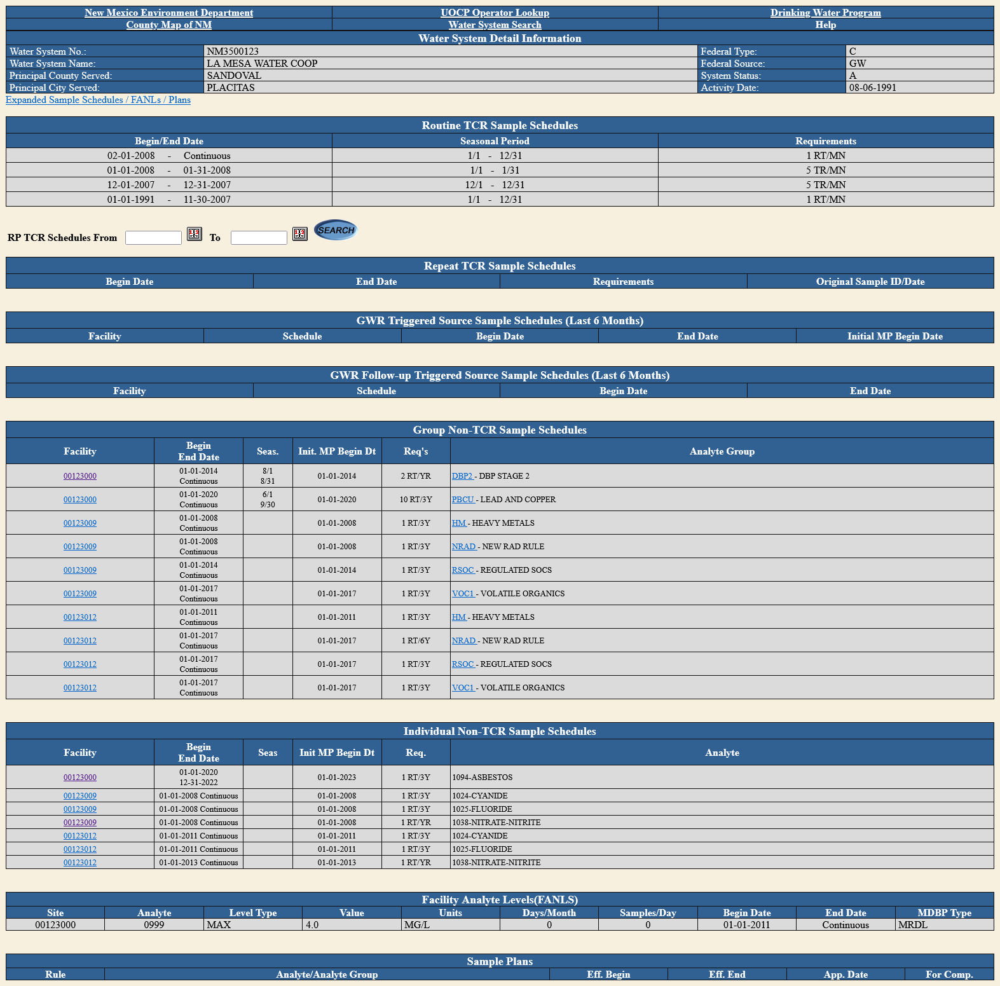 New Mexico Environment Department UOCP Operator Lookup Drinking Water Program
County Map of NM Water System Search Help
Water System Detail Information
Water System No.: NM3500123 Federal Type: C
Water System Name: LA MESA WATER COOP Federal Source: GW
Principal County Served: SANDOVAL System Status: A
Principal City Served: PLACITAS Activity Date: 08-06-1991
Expanded Sample Schedules / FANLs / Plans
Routine TCR Sample Schedules
Begin/End Date Seasonal Period Requirements
02-01-2008 - Continuous 1/1 - 12/31 1 RT/MN
01-01-2008 - 01-31-2008 1/1 - 1/31 5 TR/MN
12-01-2007 - 12-31-2007 12/1 - 12/31 5 TR/MN
01-01-1991 - 11-30-2007 1/1 - 12/31 1 RT/MN
RP TCR Schedules From To SEARCH
Repeat TCR Sample Schedules
Begin Date End Date Requirements Original Sample ID/Date
GWR Triggered Source Sample Schedules (Last 6 Months)
Facility Schedule Begin Date End Date Initial MP Begin Date
GWR Follow-up Triggered Source Sample Schedules (Last 6 Months)
Facility Schedule Begin Date End Date
Group Non-TCR Sample Schedules
Facility Begin End Date Seas. Init. MP Begin Dt Req's Analyte Group
00123000 01-01-2014 Continuous 8/1 8/31 01-01-2014 2 RT/YR DBP2 - DBP STAGE 2
00123000 01-01-2020 Continuous 6/1 9/30 01-01-2020 10 RT/3Y PBCU - LEAD AND COPPER
00123009 01-01-2008 Continuous 01-01-2008 1 RT/3Y HM - HEAVY METALS
00123009 01-01-2008 Continuous 01-01-2008 1 RT/3Y NRAD - NEW RAD RULE
00123009 01-01-2014 Continuous 01-01-2014 1 RT/3Y RSOC - REGULATED SOCS
00123009 01-01-2017 Continuous 01-01-2017 1 RT/3Y VOC1 - VOLATILE ORGANICS
00123012 01-01-2011 Continuous 01-01-2011 1 RT/3Y HM - HEAVY METALS
00123012 01-01-2017 Continuous 01-01-2017 1 RT/6Y NRAD - NEW RAD RULE
00123012 01-01-2017 Continuous 01-01-2017 1 RT/3Y RSOC - REGULATED SOCS
00123012 01-01-2017 Continuous 01-01-2017 1 RT/3Y VOC1 - VOLATILE ORGANICS
Individual Non-TCR Sample Schedules
Facility Begin End Date Seas Init MP Begin Dt Req. Analyte
00123000 01-01-2020 12-31-2022 01-01-2023 1 RT/3Y 1094-ASBESTOS
00123009 01-01-2008 Continuous 01-01-2008 1 RT/3Y 1024-CYANIDE
00123009 01-01-2008 Continuous 01-01-2008 1 RT/3Y 1025-FLUORIDE
00123009 01-01-2008 Continuous 01-01-2008 1 RT/YR 1038-NITRATE-NITRITE
00123012 01-01-2011 Continuous 01-01-2011 1 RT/3Y 1024-CYANIDE
00123012 01-01-2011 Continuous 01-01-2011 1 RT/3Y 1025-FLUORIDE
00123012 01-01-2013 Continuous 01-01-2013 1 RT/YR 1038-NITRATE-NITRITE
Facility Analyte Levels(FANLS)
Site Analyte Level Type Value Units Days/Month Samples/Day Begin Date End Date MDBP Type
00123000 0999 MAX 4.0 MG/L 0 0 01-01-2011 Continuous MRDL
Sample Plans
Rule Analyte/Analyte Group Eff. Begin Eff. End App. Date For Comp.